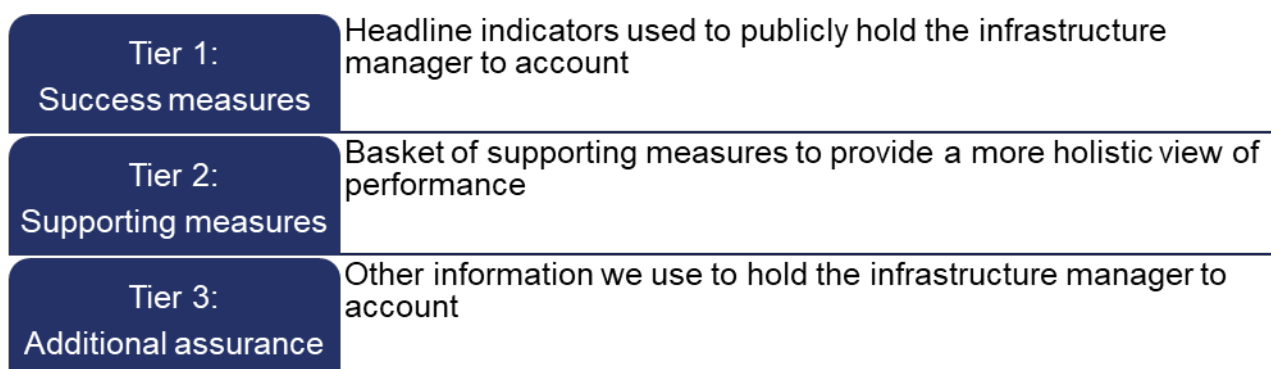 Tier 1:
Success measures
Headline indicators used to publicly hold the infrastructure
manager to account
Tier 2:
Supporting measures
Basket of supporting measures to provide a more holistic view of
performance
Tier 3:
Additional assurance
Other information we use to hold the infrastructure manager to
account